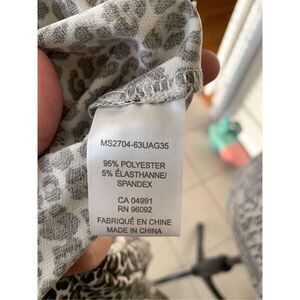 MS2704-63UAG35
95% POLYESTER
5% ÉLASTHANNE/
SPANDEX
CA 04991
RN 96092
FABRIQUÉ EN CHINE
MADE IN CHINA